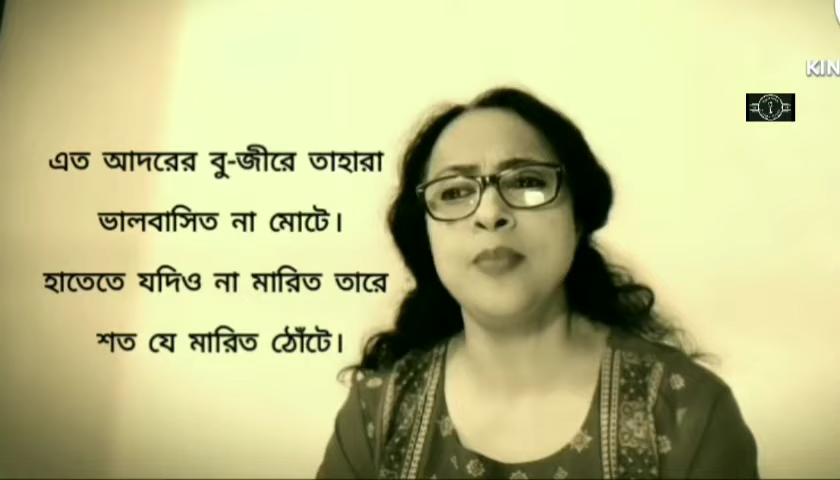 KIN
এত আদরের বু-জীরে তাহারা
ভালবাসিত না মোটে।
হাতেতে যদিও না মারিত তারে
শত যে মারিত ঠোঁটে।